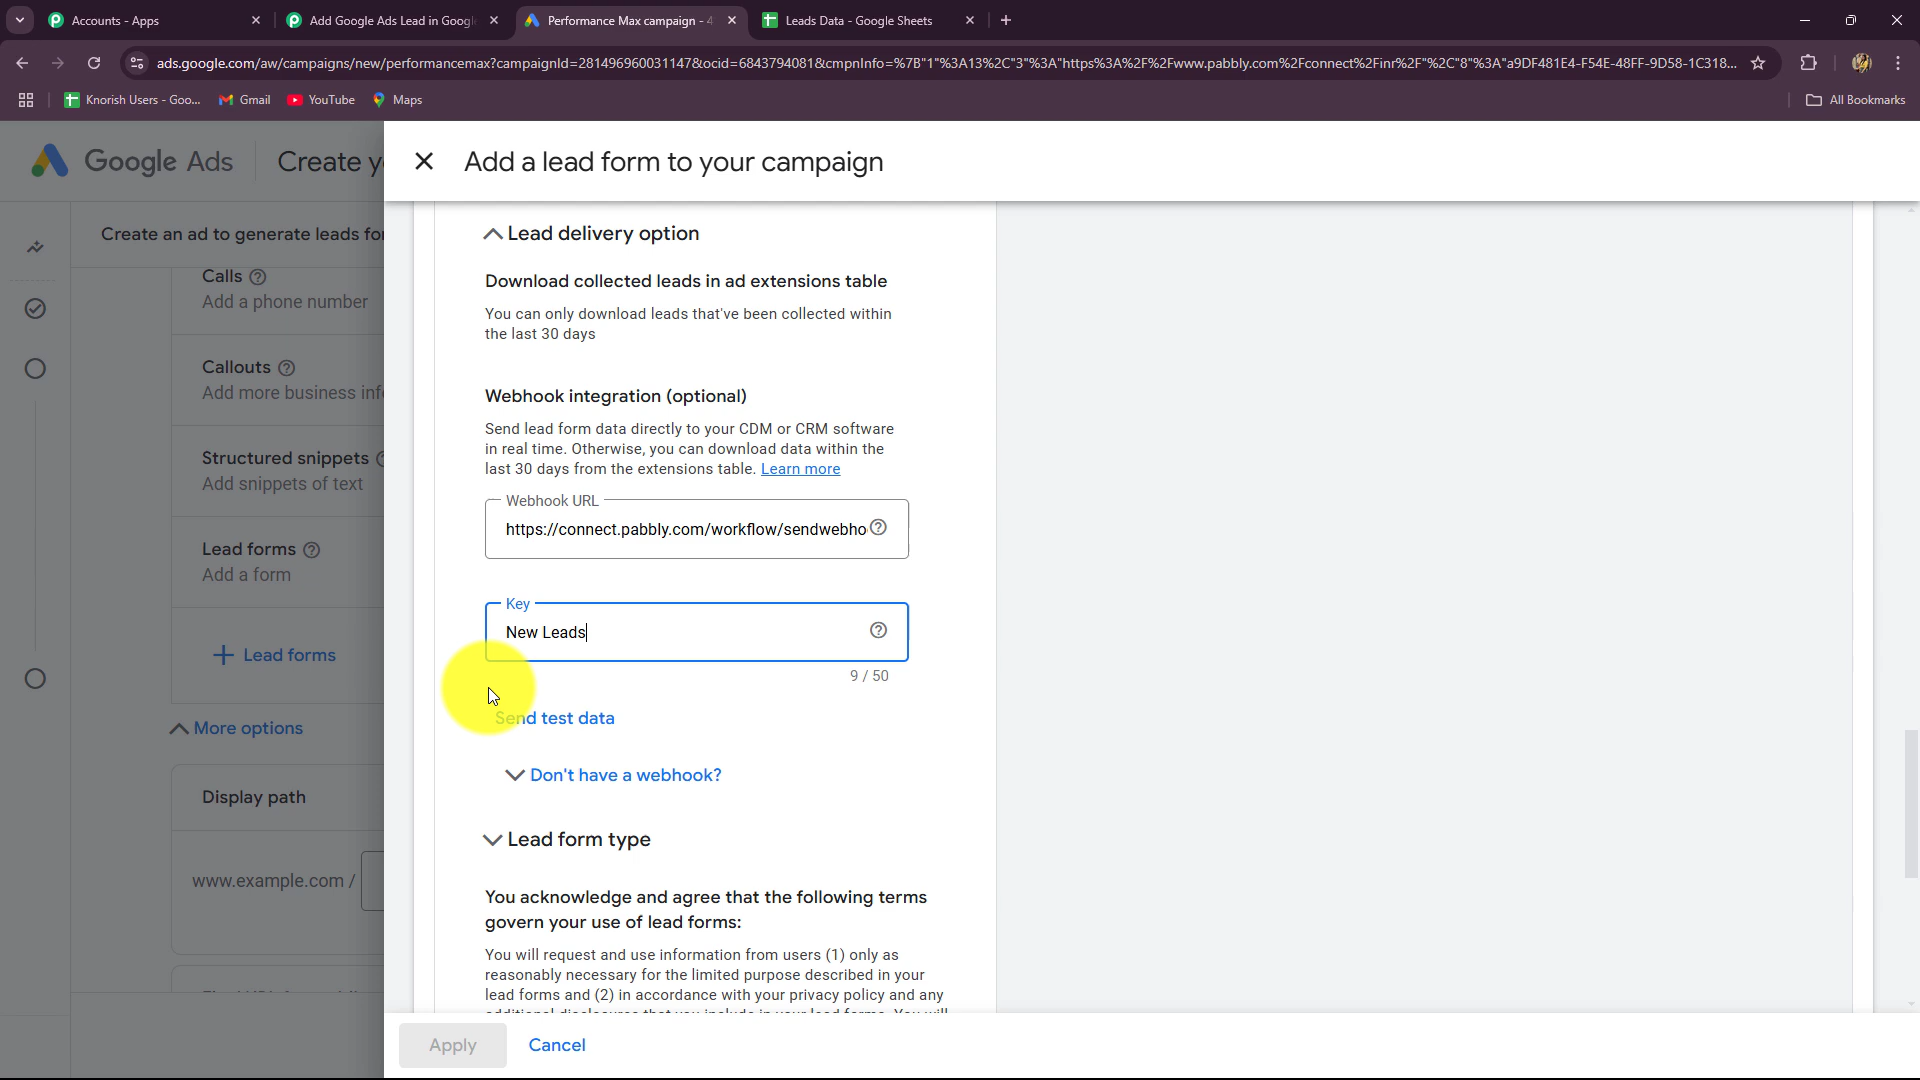 Accounts - Apps
Add Google Ads Lead in Googl
Performance Max campaign - 4
Leads Data - Google Sheets
ads.google.com/aw/campaigns/new/performancemax?campaignId=281496960031147&ocid=6843794081&cmpnInfo=%7B"1"%3A13%2C"3"%3A"https%3A%2F%2Fwww.pabbly.com%2Fconnect%2Finr%2F"%2C"8"%3A"a9DF481E4-F54E-48FF-9D58-1C318...
Knorish Users - Goo...
Gmail
YouTube
Maps
All Bookmarks
Google Ads
Create yo
Add a lead form to your campaign
Create an ad to generate leads for
Calls
Add a phone number
Callouts
Add more business info
Structured snippets
Add snippets of text
Lead forms
Add a form
Lead forms
More options
Display path
www.example.com /
Lead delivery option
Download collected leads in ad extensions table
You can only download leads that've been collected within
the last 30 days
Webhook integration (optional)
Send lead form data directly to your CDM or CRM software
in real time. Otherwise, you can download data within the
last 30 days from the extensions table. Learn more
Webhook URL
https://connect.pabbly.com/workflow/sendwebho
Key
New Leads
9 / 50
Send test data
Don't have a webhook?
Lead form type
You acknowledge and agree that the following terms
govern your use of lead forms:
You will request and use information from users (1) only as
reasonably necessary for the limited purpose described in your
lead forms and (2) in accordance with your privacy policy and any
Apply
Cancel